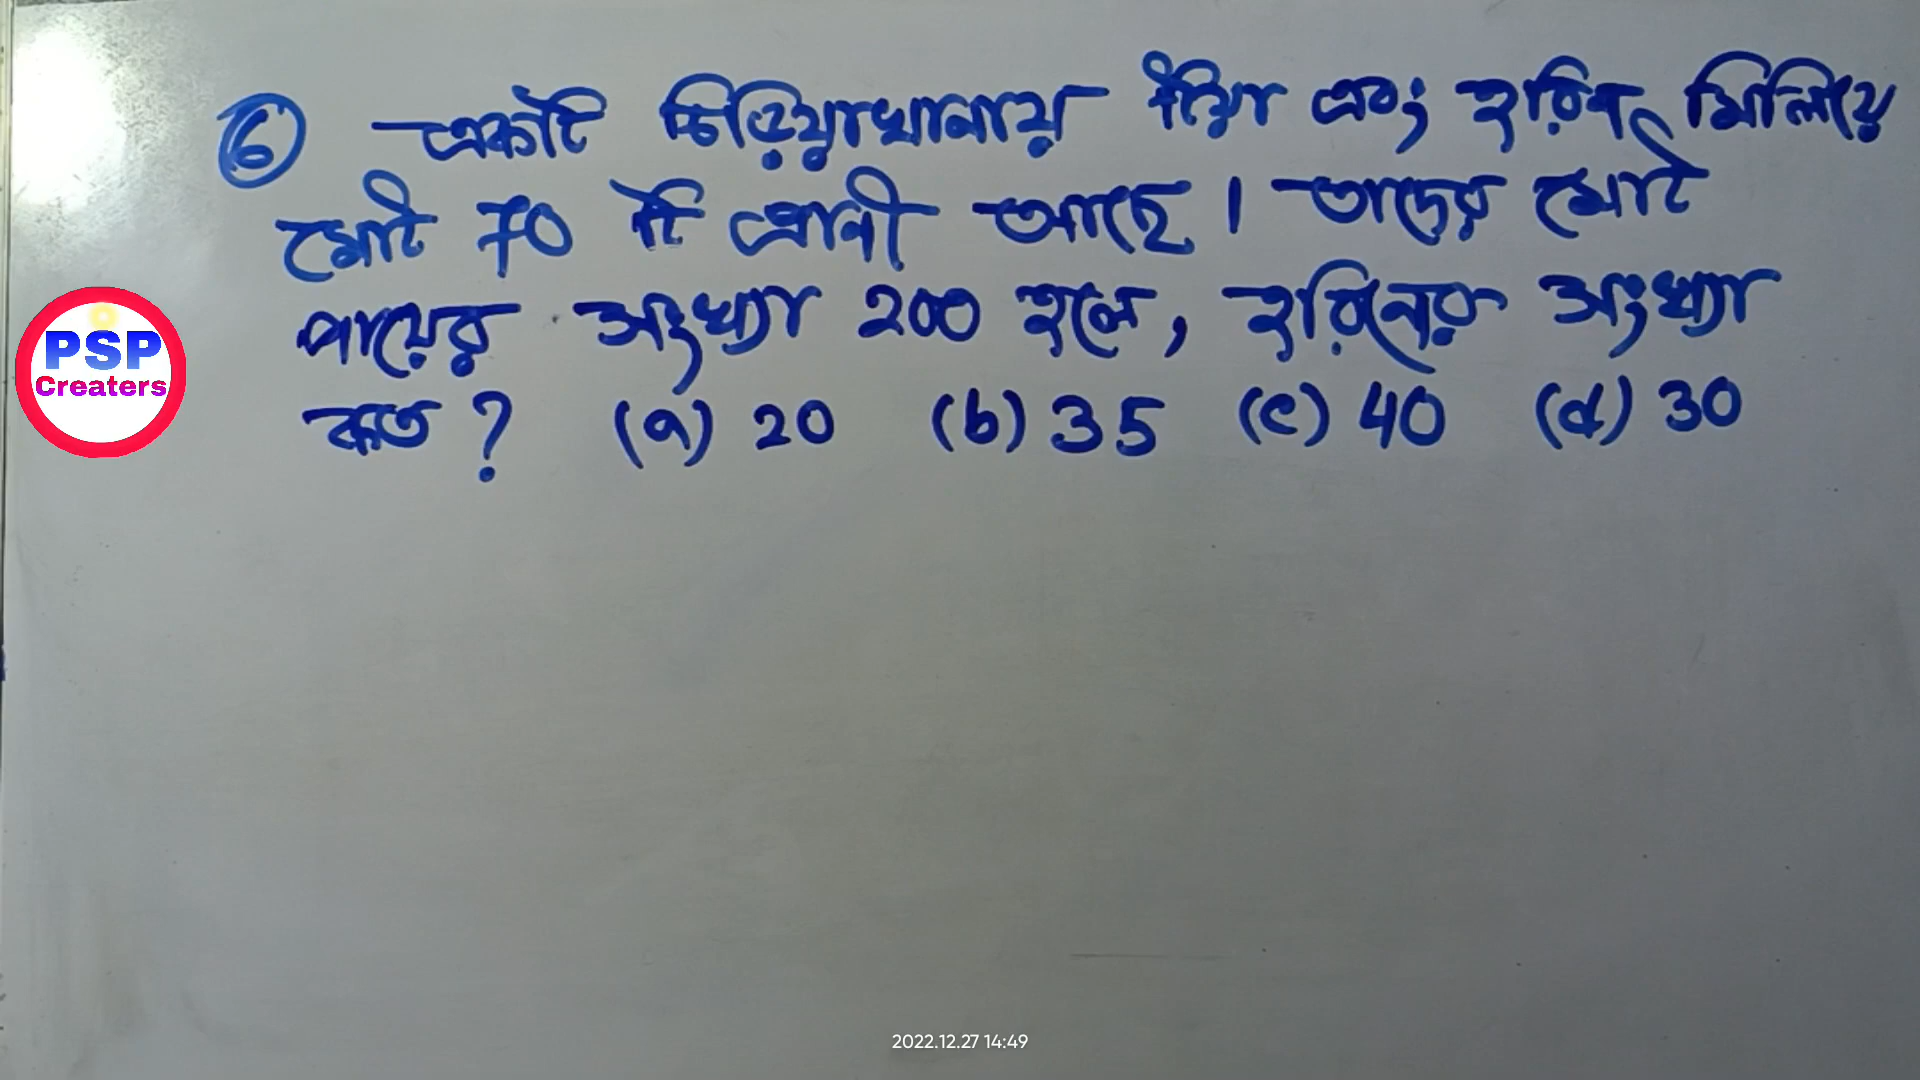 6 একটি চিড়িয়াখানায় টীয়া এবং হরিণ মিলিয়ে
মোট 70 টি প্রানী আছে। তাদের মোট
পায়ের সংখ্যা 200 হলে, হরিনের সংখ্যা
কত? (a) 20 (b) 35 (c) 40 (d) 30
PSP
Creaters
2022.12.27 14:49